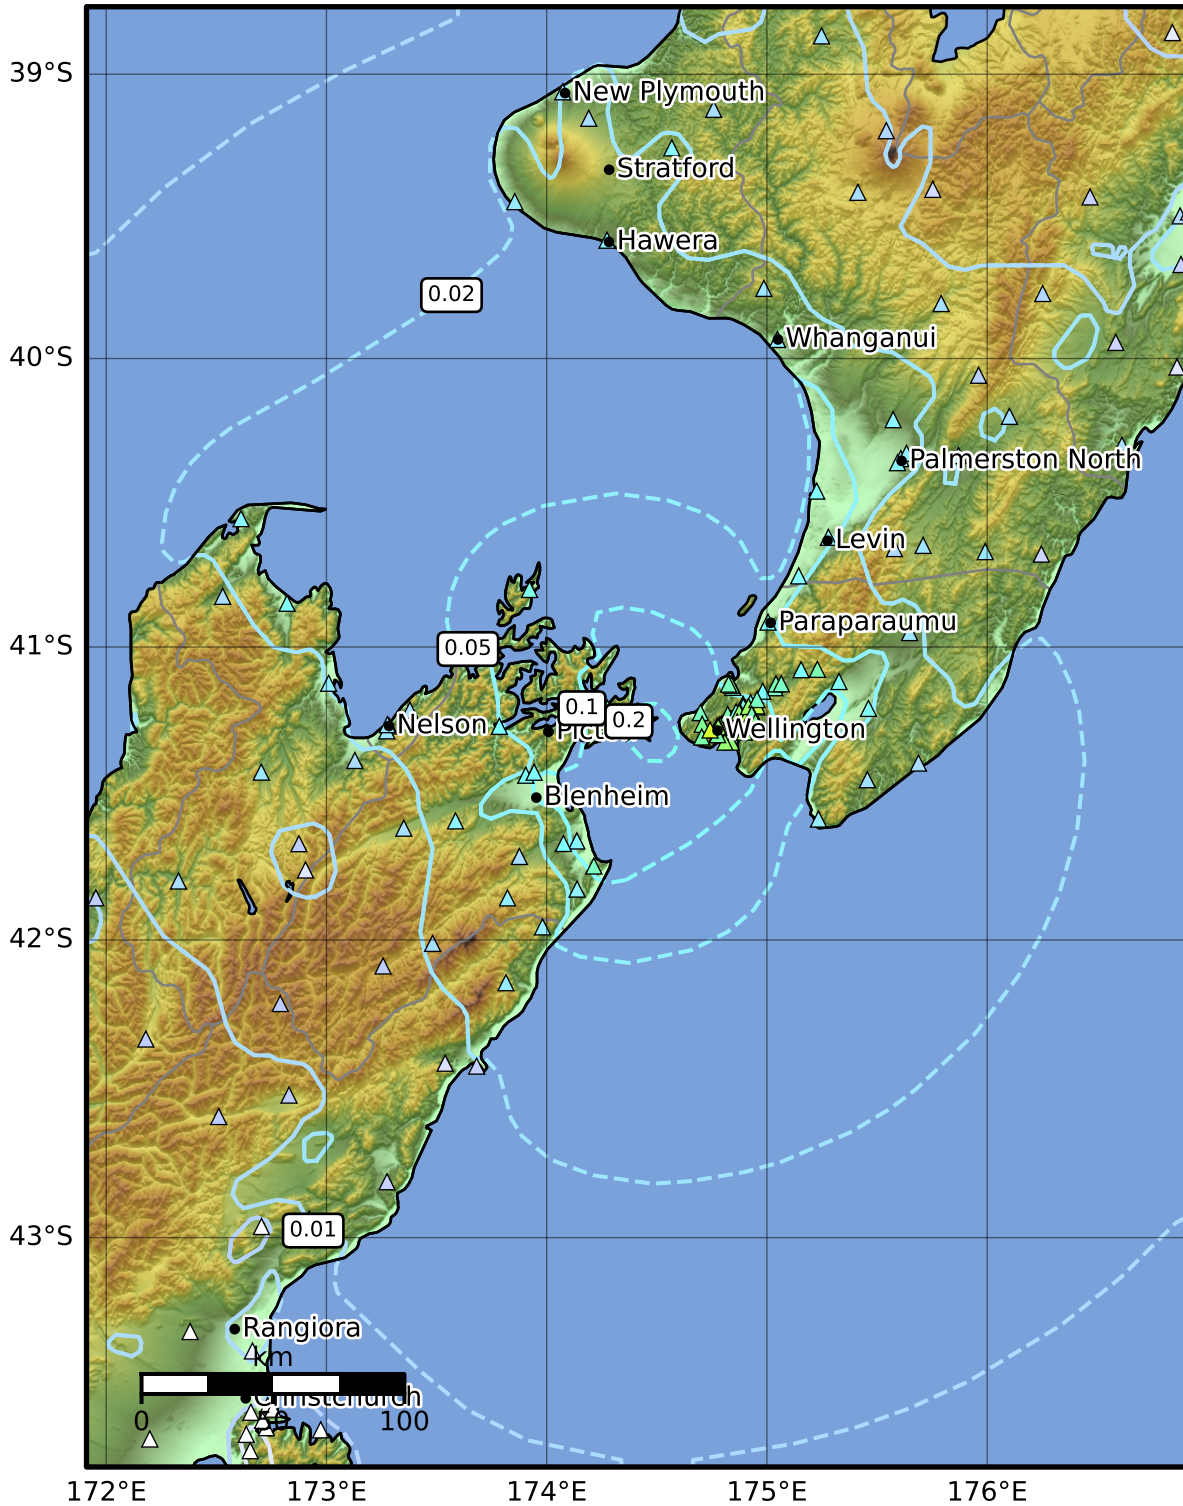 39°S
New Plymouth
Stratford
Hawera
0.02
Whanganui
40°S
Palmerston North
Levin
Paraparaumu
41°S
0.05
0.1
0.2
Nelson
Wellington
Blenheim
42°S
43°S
0.01
Rangiora
km
Christchurch
0
100
172°E
173°E
174°E
175°E
176°E